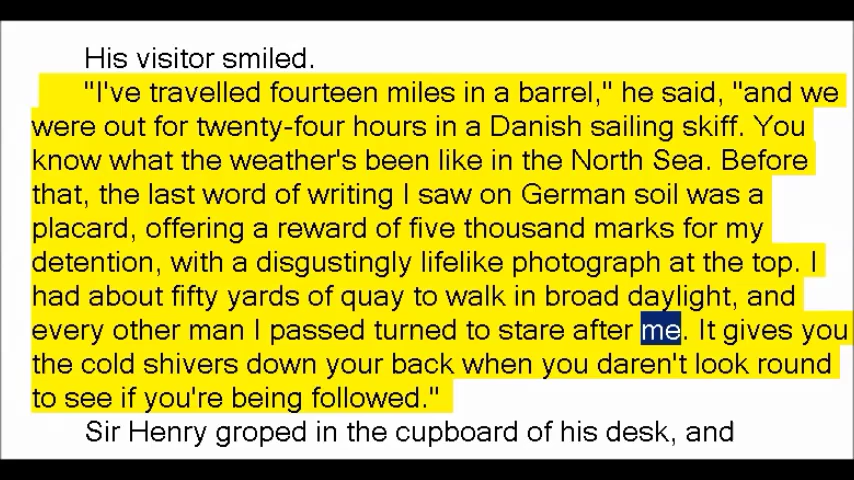 His visitor smiled.
"I've travelled fourteen miles in a barrel," he said, "and we
were out for twenty-four hours in a Danish sailing skiff. You
know what the weather's been like in the North Sea. Before
that, the last word of writing I saw on German soil was a
placard, offering a reward of five thousand marks for my
detention, with a disgustingly lifelike photograph at the top. I
had about fifty yards of quay to walk in broad daylight, and
every other man I passed turned to stare after me. It gives you
the cold shivers down your back when you daren't look round
to see if you're being followed."
Sir Henry groped in the cupboard of his desk, and